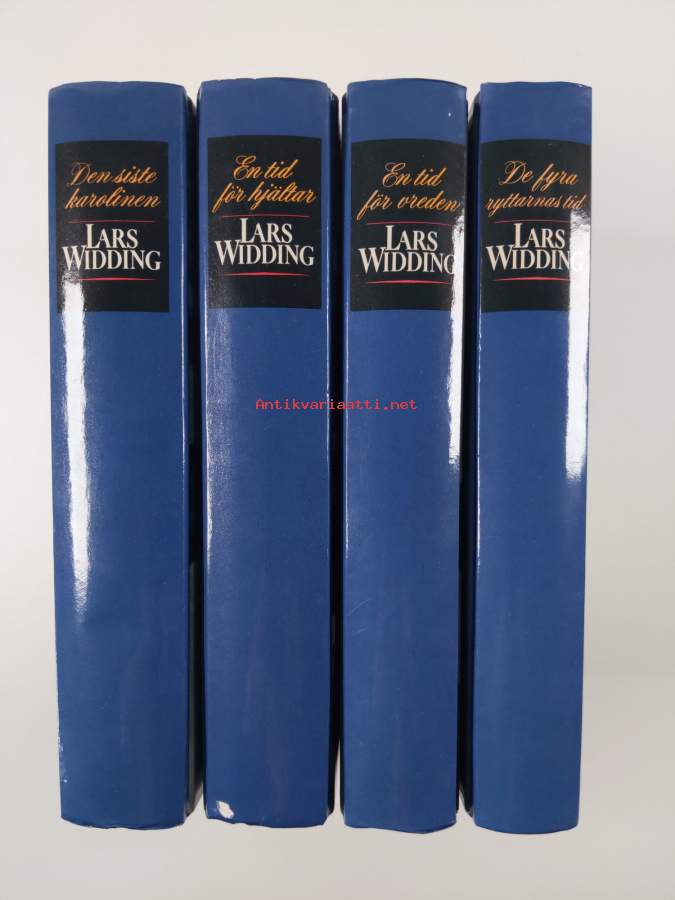 Den siste
karolinen
LARS
WIDDING
En tid
för hjältar
LARS
WIDDING
En tid
för vreden
LARS
WIDDING
De fyra
ryttarnas tid
LARS
WIDDING
Antikvariaatti.net